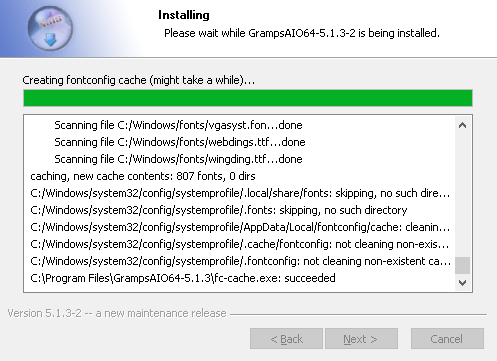 Installing
Please wait while GrampsAIO64-5.1.3-2 is being installed.
Creating fontconfig cache (might take a while)...
Scanning file C:/Windows/fonts/vgasyst.fon...done
Scanning file C:/Windows/fonts/webdings.ttf...done
Scanning file C:/Windows/fonts/wingding.ttf...done
caching, new cache contents: 807 fonts, 0 dirs
C:/Windows/system32/config/systemprofile/.local/share/fonts: skipping, no such dire...
C:/Windows/system32/config/systemprofile/.fonts: skipping, no such directory
C:/Windows/system32/config/systemprofile/AppData/Local/fontconfig/cache: cleanin...
C:/Windows/system32/config/systemprofile/.cache/fontconfig: not cleaning non-exis...
C:/Windows/system32/config/systemprofile/.fontconfig: not cleaning non-existent ca...
C:\Program Files\GrampsAIO64-5.1.3\fc-cache.exe: succeeded
Version 5.1.3-2 -- a new maintenance release
< Back Next > Cancel